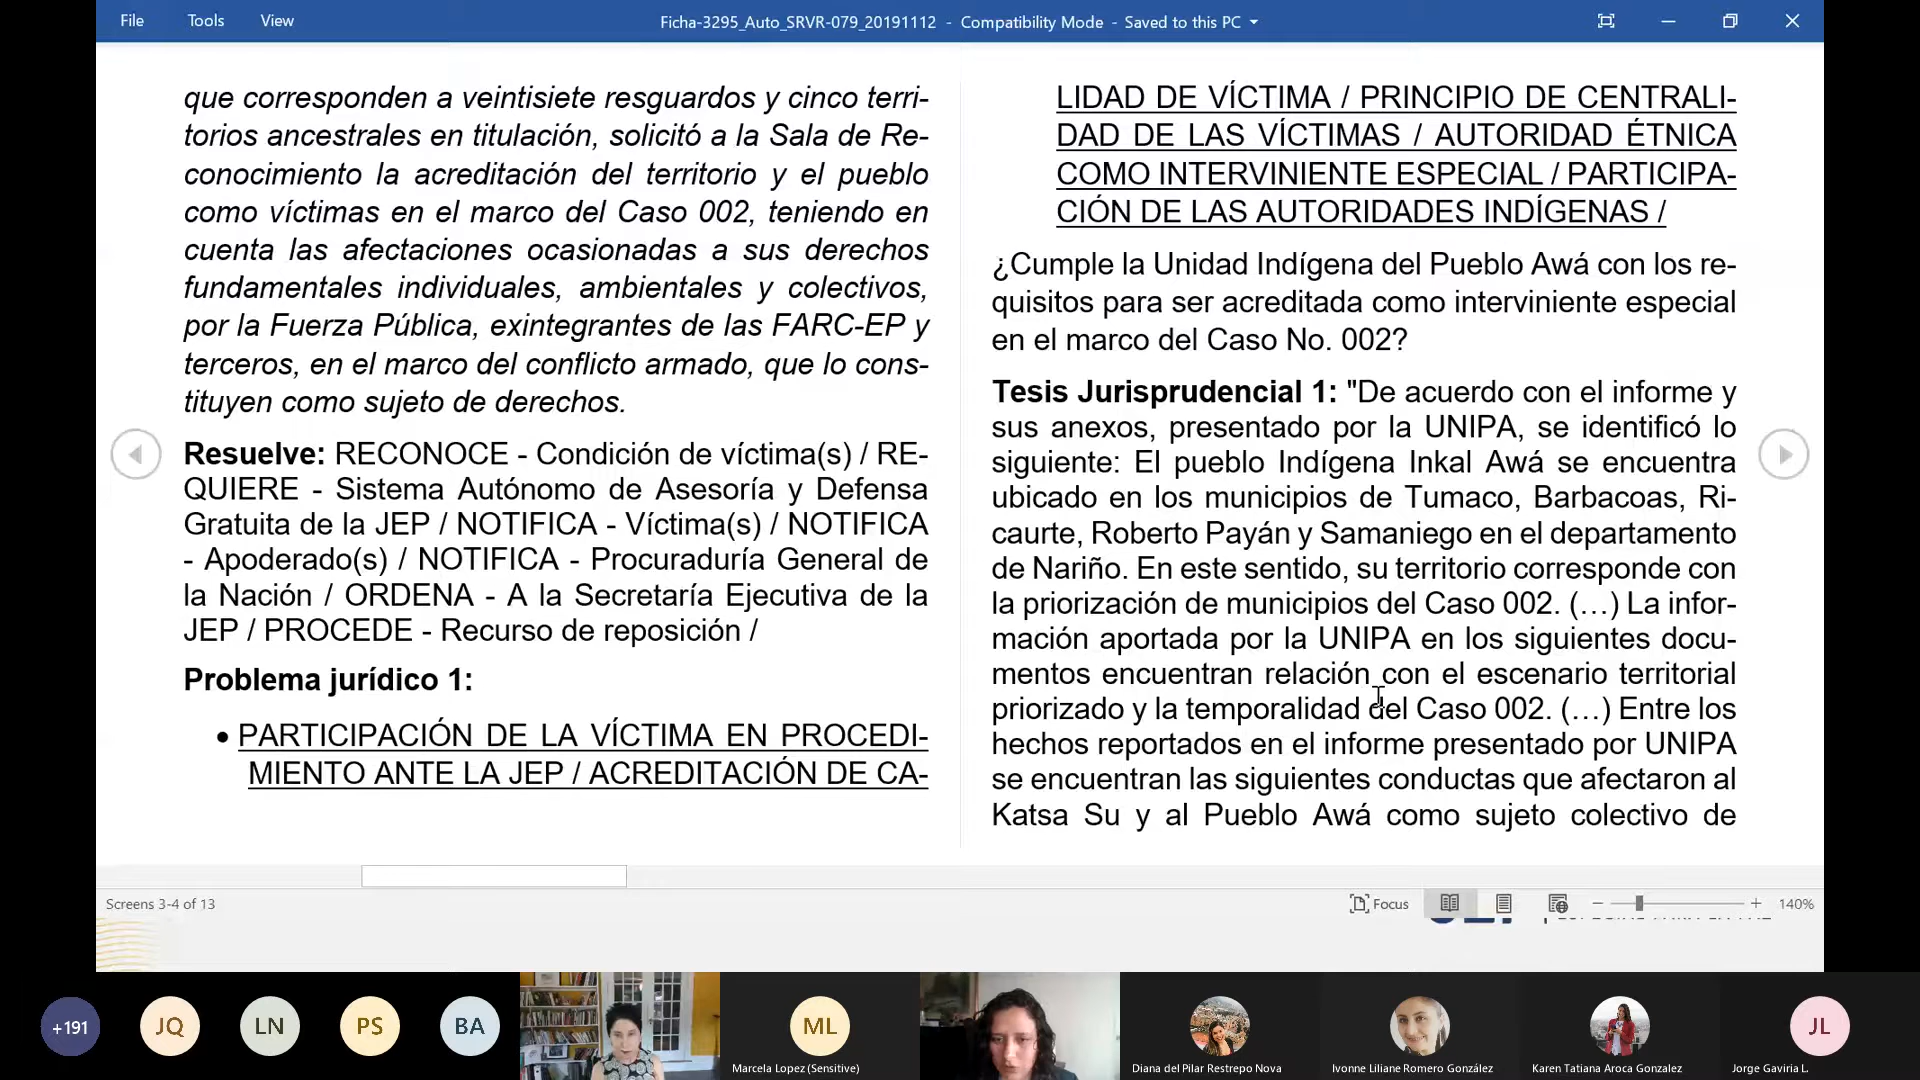 File Tools View Ficha-3295_Auto_SRVR-079_20191112 - Compatibility Mode - Saved to this PC
que corresponden a veintisiete resguardos y cinco terri-
torios ancestrales en titulación, solicitó a la Sala de Re-
conocimiento la acreditación del territorio y el pueblo
como víctimas en el marco del Caso 002, teniendo en
cuenta las afectaciones ocasionadas a sus derechos
fundamentales individuales, ambientales y colectivos,
por la Fuerza Pública, exintegrantes de las FARC-EP y
terceros, en el marco del conflicto armado, que lo cons-
tituyen como sujeto de derechos.
Resuelve: RECONOCE - Condición de víctima(s) / RE-
QUIERE - Sistema Autónomo de Asesoría y Defensa
Gratuita de la JEP / NOTIFICA - Víctima(s) / NOTIFICA
- Apoderado(s) / NOTIFICA - Procuraduría General de
la Nación / ORDENA - A la Secretaría Ejecutiva de la
JEP / PROCEDE - Recurso de reposición /
Problema jurídico 1:
• PARTICIPACIÓN DE LA VÍCTIMA EN PROCEDI-
MIENTO ANTE LA JEP / ACREDITACIÓN DE CA-
LIDAD DE VÍCTIMA / PRINCIPIO DE CENTRALI-
DAD DE LAS VÍCTIMAS / AUTORIDAD ÉTNICA
COMO INTERVINIENTE ESPECIAL / PARTICIPA-
CIÓN DE LAS AUTORIDADES INDÍGENAS /
¿Cumple la Unidad Indígena del Pueblo Awá con los re-
quisitos para ser acreditada como interviniente especial
en el marco del Caso No. 002?
Tesis Jurisprudencial 1: "De acuerdo con el informe y
sus anexos, presentado por la UNIPA, se identificó lo
siguiente: El pueblo Indígena Inkal Awá se encuentra
ubicado en los municipios de Tumaco, Barbacoas, Ri-
caurte, Roberto Payán y Samaniego en el departamento
de Nariño. En este sentido, su territorio corresponde con
la priorización de municipios del Caso 002. (…) La infor-
mación aportada por la UNIPA en los siguientes docu-
mentos encuentran relación con el escenario territorial
priorizado y la temporalidad del Caso 002. (…) Entre los
hechos reportados en el informe presentado por UNIPA
se encuentran las siguientes conductas que afectaron al
Katsa Su y al Pueblo Awá como sujeto colectivo de
Screens 3-4 of 13 Focus 140%
+191 JQ LN PS BA ML JL
Marcela Lopez (Sensitive) Diana del Pilar Restrepo Nova Ivonne Liliane Romero González Karen Tatiana Aroca Gonzalez Jorge Gaviria L.